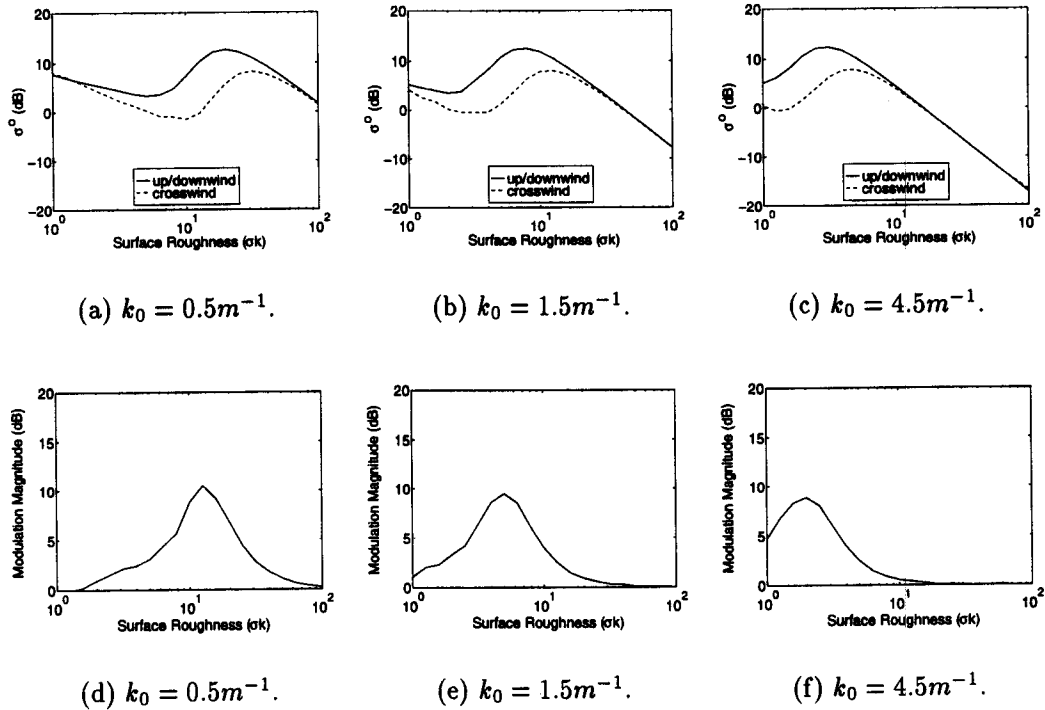 20
10
0
−10
−20
σ° (dB)
up/downwind
crosswind
10⁰
10¹
10²
Surface Roughness (σk)
20
10
0
−10
−20
σ° (dB)
up/downwind
crosswind
10⁰
10¹
10²
Surface Roughness (σk)
20
10
0
−10
−20
σ° (dB)
up/downwind
crosswind
10⁰
10¹
10²
Surface Roughness (σk)
(a) k₀ = 0.5m⁻¹.
(b) k₀ = 1.5m⁻¹.
(c) k₀ = 4.5m⁻¹.
20
15
10
5
0
Modulation Magnitude (dB)
10⁰
10¹
10²
Surface Roughness (σk)
20
15
10
5
0
Modulation Magnitude (dB)
10⁰
10¹
10²
Surface Roughness (σk)
20
15
10
5
0
Modulation Magnitude (dB)
10⁰
10¹
10²
Surface Roughness (σk)
(d) k₀ = 0.5m⁻¹.
(e) k₀ = 1.5m⁻¹.
(f) k₀ = 4.5m⁻¹.